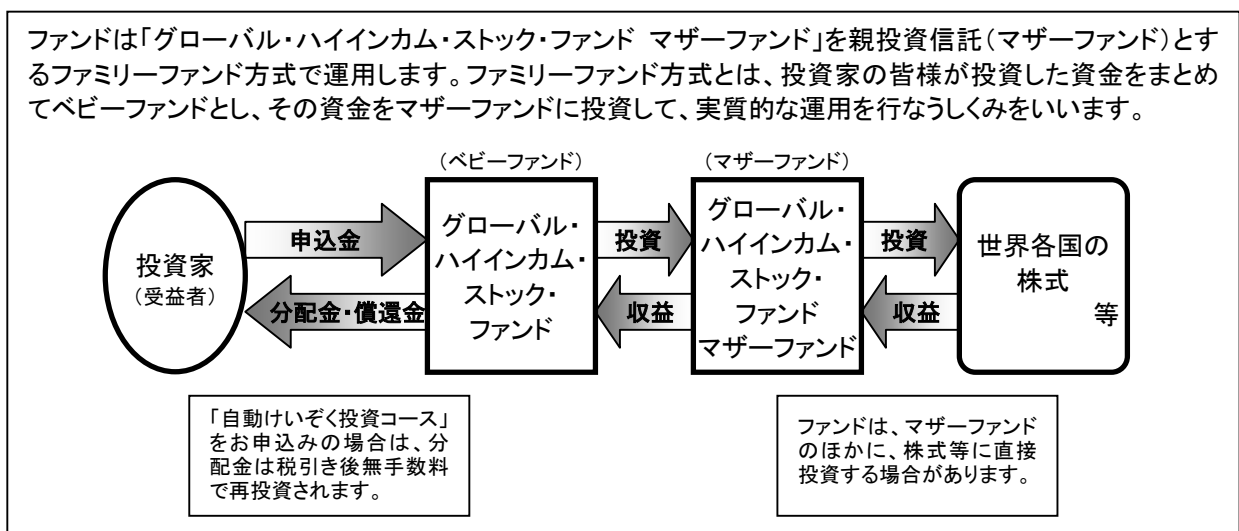 ファンドは「グローバル・ハイインカム・ストック・ファンド マザーファンド」を親投資信託(マザーファンド)とす
るファミリーファンド方式で運用します。ファミリーファンド方式とは、投資家の皆様が投資した資金をまとめ
てベビーファンドとし、その資金をマザーファンドに投資して、実質的な運用を行なうしくみをいいます。
(ベビーファンド)
(マザーファンド)
投資家
(受益者)
申込金
分配金・償還金
グローバル・
ハイインカム・
ストック・
ファンド
投資
収益
グローバル・
ハイインカム・
ストック・
ファンド
マザーファンド
投資
収益
世界各国の
株式
等
「自動けいぞく投資コース」
をお申込みの場合は、分
配金は税引き後無手数料
で再投資されます。
ファンドは、マザーファンド
のほかに、株式等に直接
投資する場合があります。